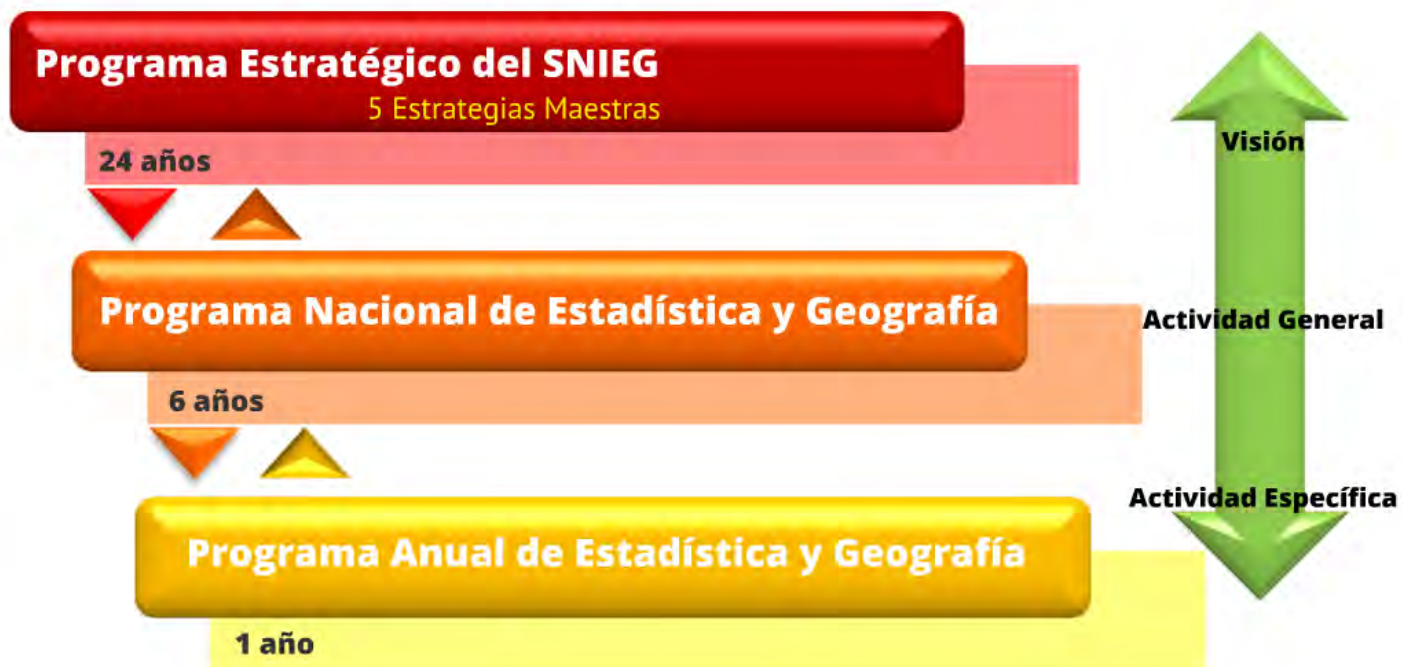 Programa Estratégico del SNIEG
5 Estrategias Maestras
24 años
Programa Nacional de Estadística y Geografía
6 años
Programa Anual de Estadística y Geografía
1 año
Visión
Actividad General
Actividad Específica